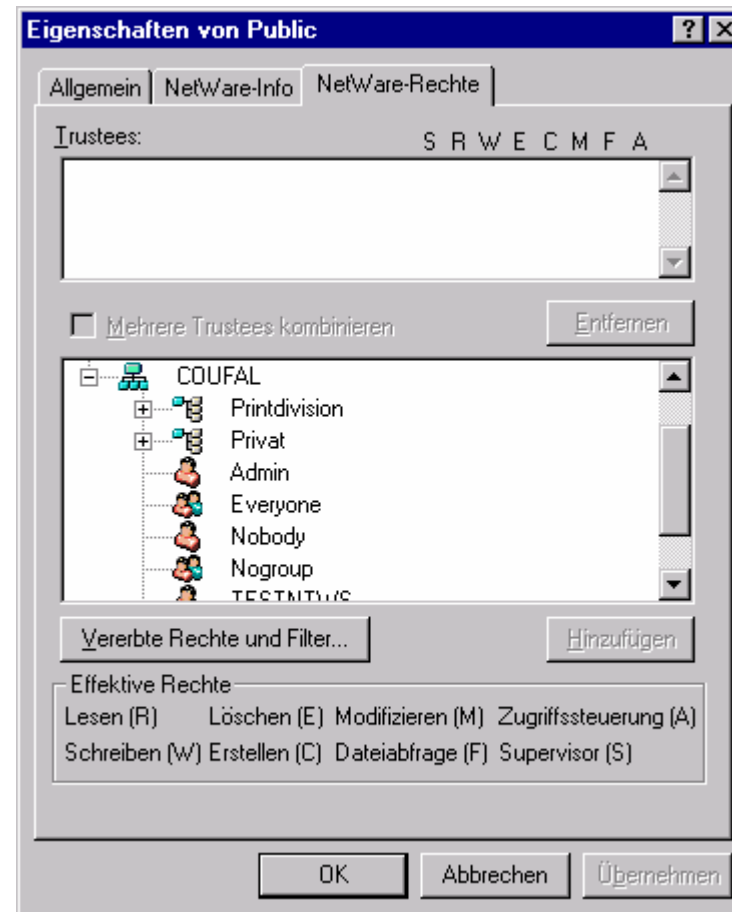 Eigenschaften von Public
Allgemein NetWare-Info NetWare-Rechte
Trustees: S R W E C M F A
Mehrere Trustees kombinieren Entfernen
COUFAL
Printdivision
Privat
Admin
Everyone
Nobody
Nogroup
TESTNTWS
Vererbte Rechte und Filter... Hinzufügen
Effektive Rechte
Lesen (R) Löschen (E) Modifizieren (M) Zugriffssteuerung (A)
Schreiben (W) Erstellen (C) Dateiabfrage (F) Supervisor (S)
OK Abbrechen Übernehmen